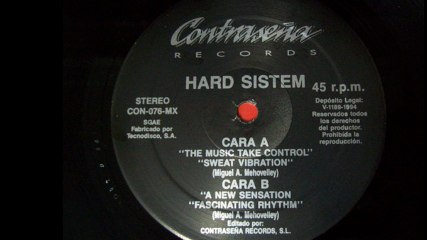 Contraseña
RECORDS
HARD SISTEM
45 r.p.m.
STEREO
CON-076-MX
SGAE
Fabricado por
Tecnodisco, S.A.
Depósito Legal:
V-1189-1994
Reservados todos
los derechos
del productor.
Prohibida la
reproducción.
CARA A
"THE MUSIC TAKE CONTROL"
"SWEAT VIBRATION"
(Miguel A. Mehovelley)
CARA B
"A NEW SENSATION
"FASCINATING RHYTHM"
(Miguel A. Mehovelley)
Editado por:
CONTRASEÑA RECORDS, S.L.